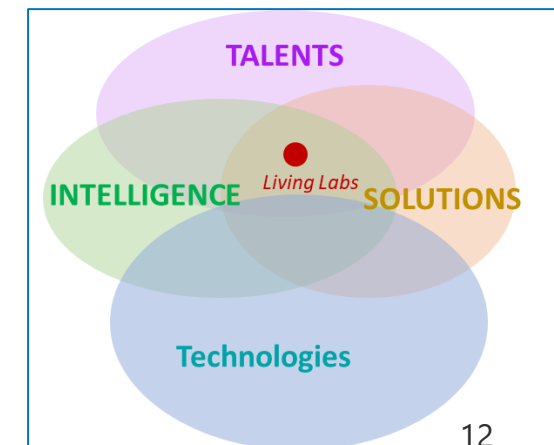 TALENTS
Living Labs
INTELLIGENCE SOLUTIONS
Technologies
12